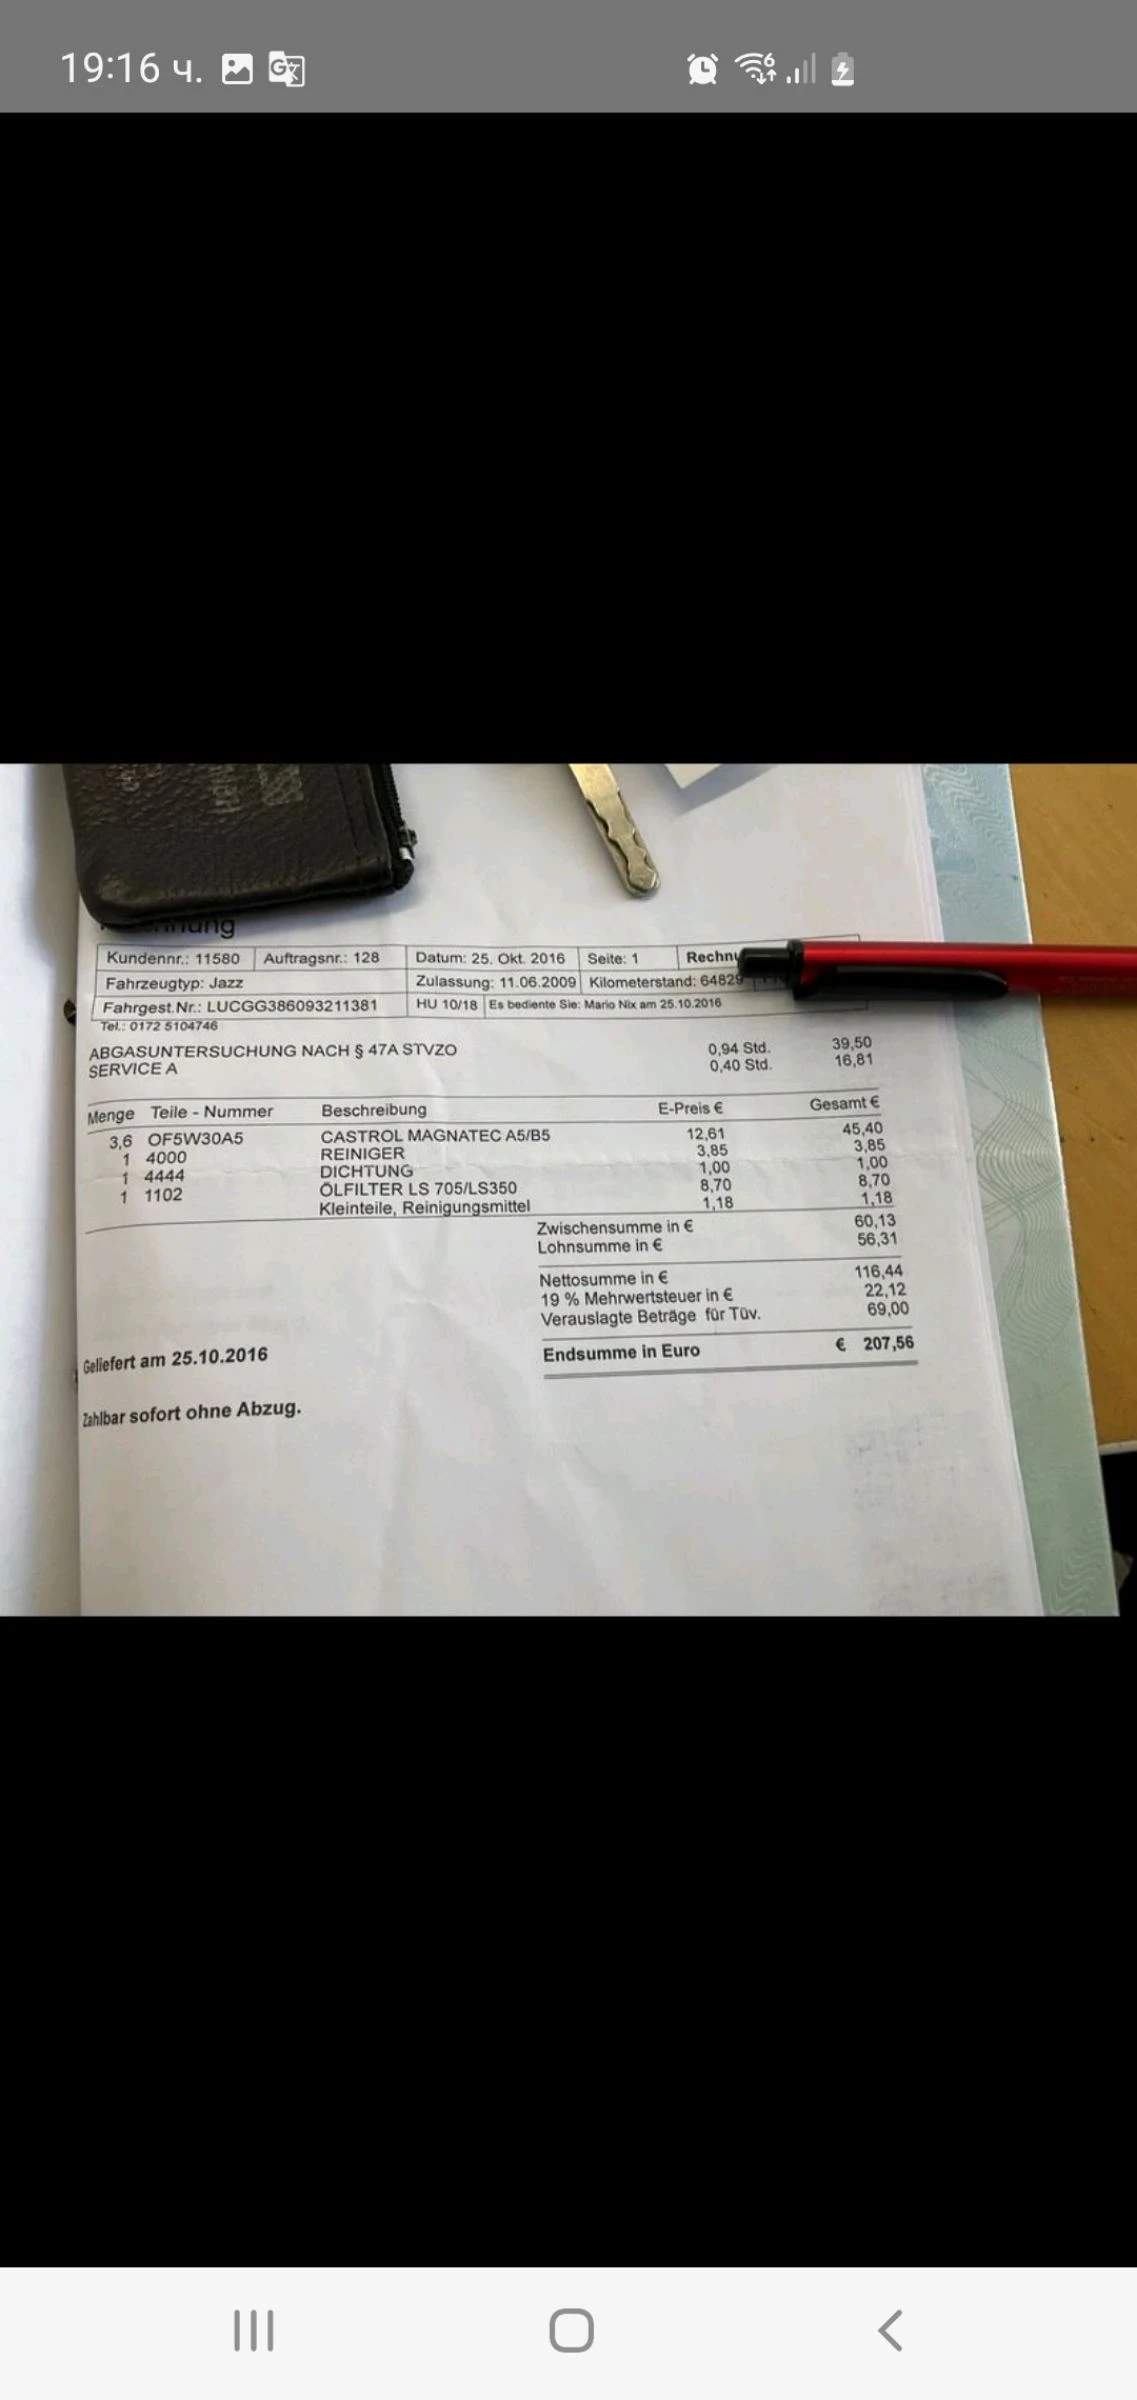 19:16 ч.
Kundennr.: 11580 Auftragsnr.: 128 Datum: 25. Okt. 2016 Seite: 1
Fahrzeugtyp: Jazz Zulassung: 11.06.2009 Kilometerstand: 64829
Fahrgest.Nr.: LUCGG386093211381 HU 10/18 Es bediente Sie: Mario Nix am 25.10.2016
Tel.: 0172 5104746
ABGASUNTERSUCHUNG NACH § 47A STVZO 0,94 Std. 39,50
SERVICE A 0,40 Std. 16,81
Menge Teile - Nummer Beschreibung E-Preis € Gesamt €
3,6 OF5W30A5 CASTROL MAGNATEC A5/B5 12,61 45,40
1 4000 REINIGER 3,85 3,85
1 4444 DICHTUNG 1,00 1,00
1 1102 ÖLFILTER LS 705/LS350 8,70 8,70
Kleinteile, Reinigungsmittel 1,18 1,18
Zwischensumme in € 60,13
Lohnsumme in € 56,31
Nettosumme in € 116,44
19 % Mehrwertsteuer in € 22,12
Verauslagte Beträge für Tüv. 69,00
Endsumme in Euro € 207,56
Geliefert am 25.10.2016
Zahlbar sofort ohne Abzug.